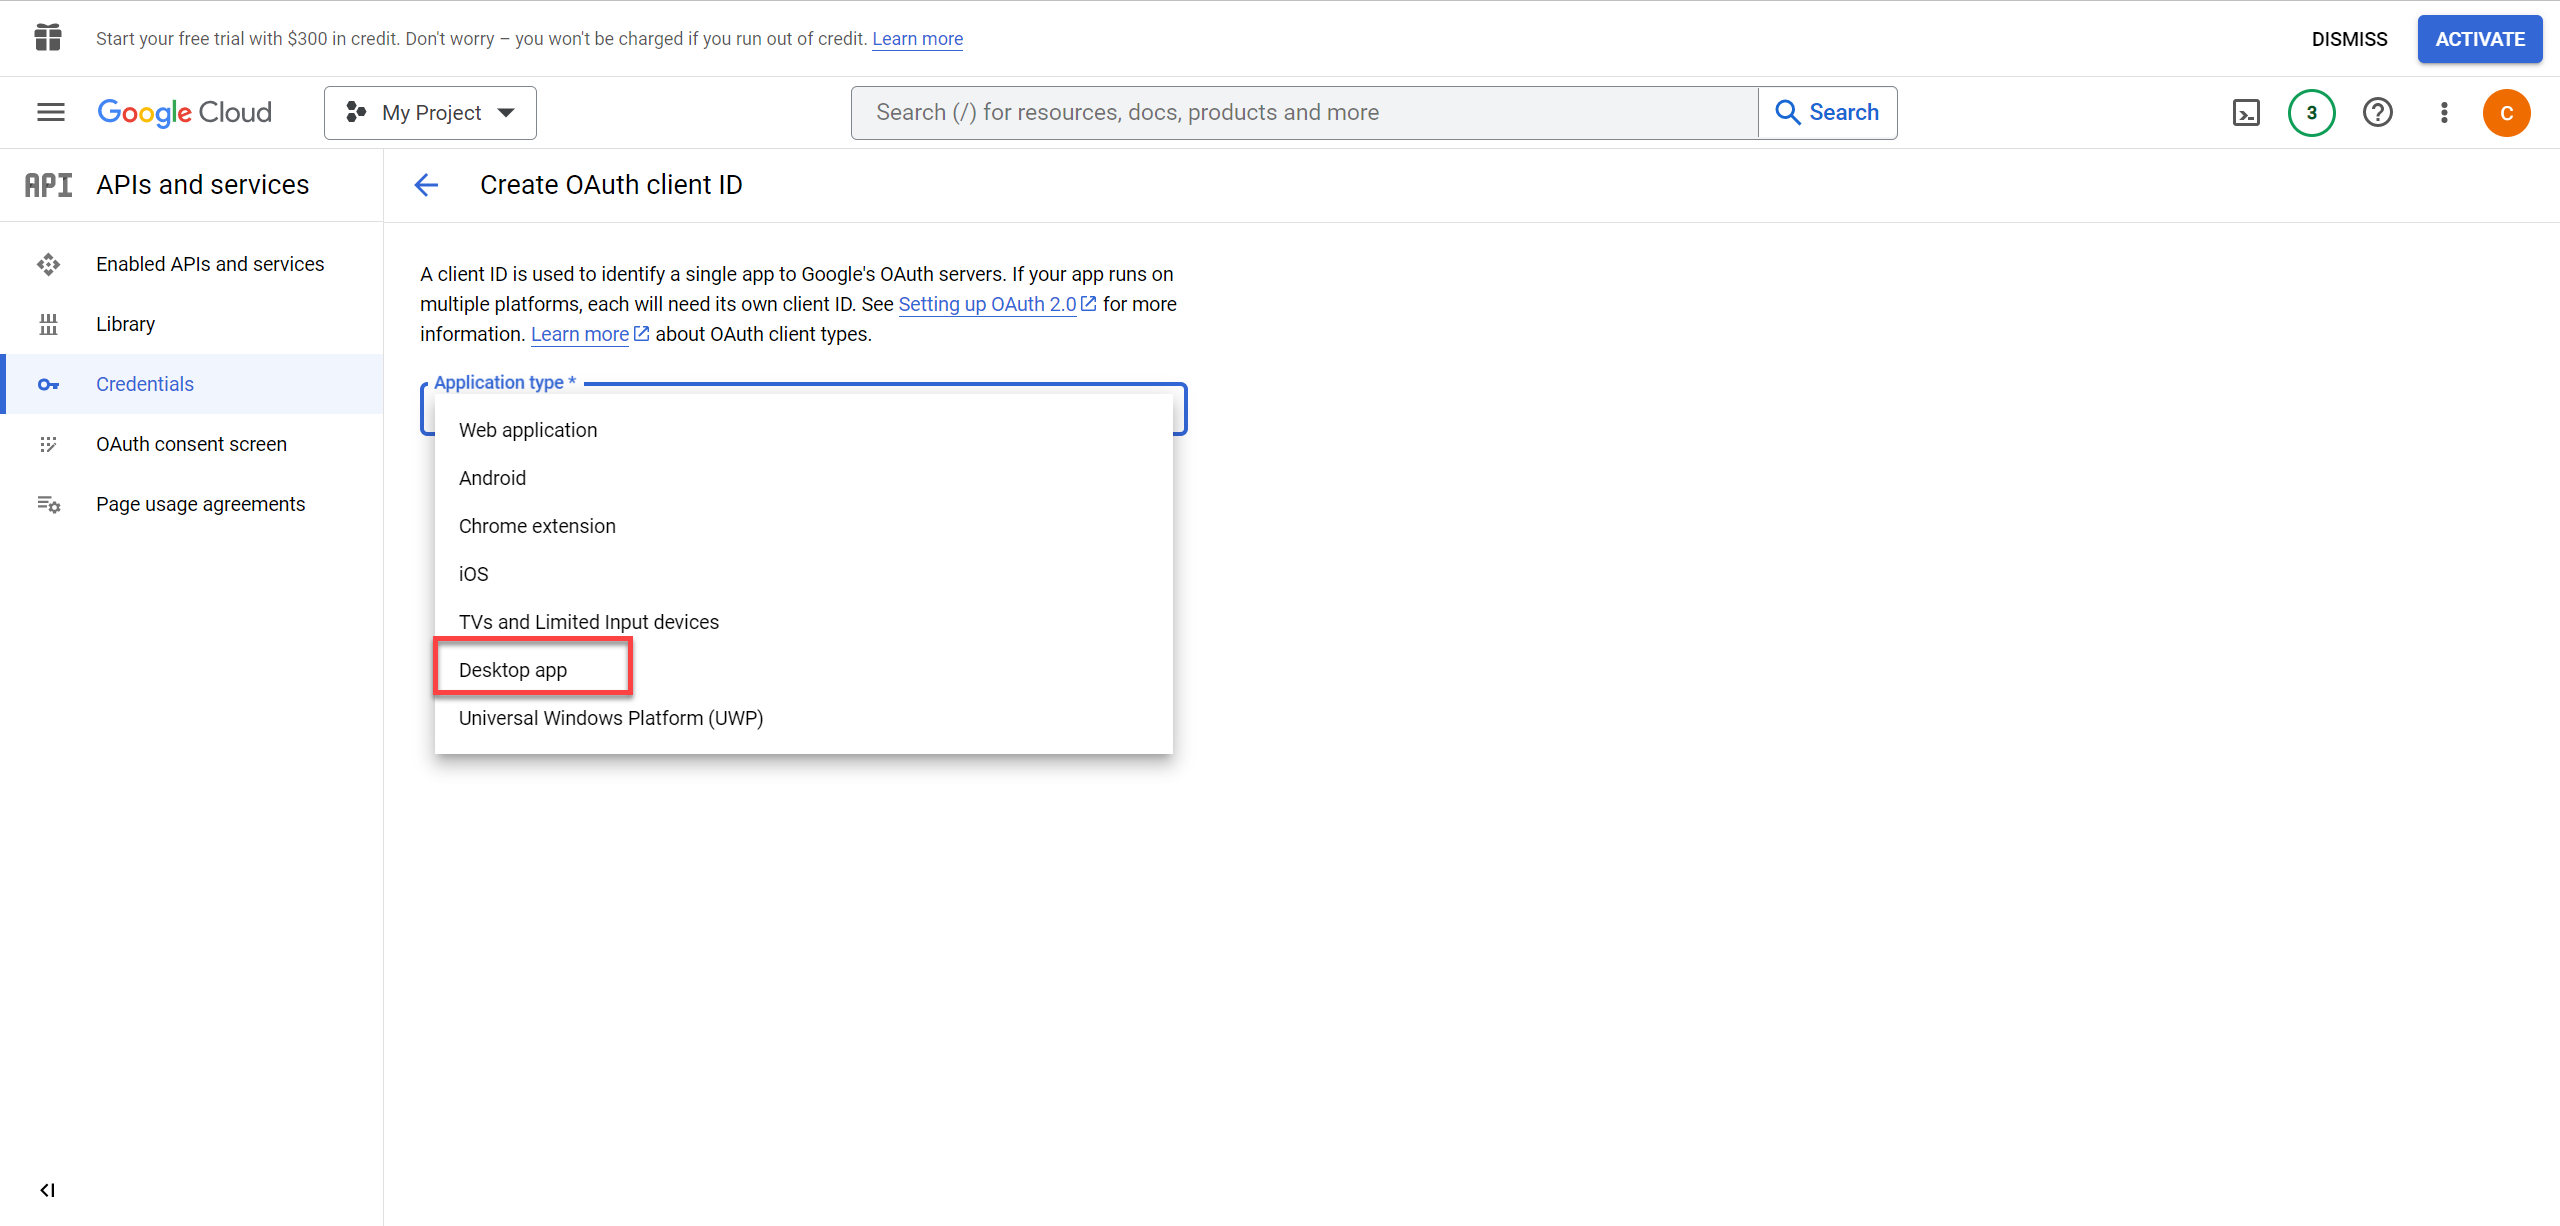 Start your free trial with $300 in credit. Don't worry – you won't be charged if you run out of credit. Learn more
DISMISS
ACTIVATE
Google Cloud
My Project
Search (/) for resources, docs, products and more
Search
3
C
API
APIs and services
Create OAuth client ID
Enabled APIs and services
Library
Credentials
OAuth consent screen
Page usage agreements
A client ID is used to identify a single app to Google's OAuth servers. If your app runs on
multiple platforms, each will need its own client ID. See Setting up OAuth 2.0 for more
information. Learn more about OAuth client types.
Application type *
Web application
Android
Chrome extension
iOS
TVs and Limited Input devices
Desktop app
Universal Windows Platform (UWP)